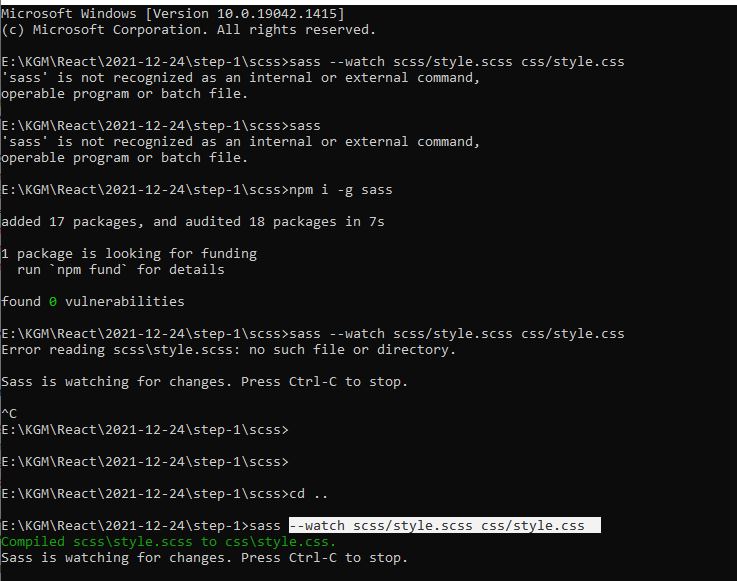 Microsoft Windows [Version 10.0.19042.1415]
(c) Microsoft Corporation. All rights reserved.
E:\KGM\React\2021-12-24\step-1\scss>sass --watch scss/style.scss css/style.css
'sass' is not recognized as an internal or external command,
operable program or batch file.
E:\KGM\React\2021-12-24\step-1\scss>sass
'sass' is not recognized as an internal or external command,
operable program or batch file.
E:\KGM\React\2021-12-24\step-1\scss>npm i -g sass
added 17 packages, and audited 18 packages in 7s
1 package is looking for funding
  run `npm fund` for details
found 0 vulnerabilities
E:\KGM\React\2021-12-24\step-1\scss>sass --watch scss/style.scss css/style.css
Error reading scss\style.scss: no such file or directory.
Sass is watching for changes. Press Ctrl-C to stop.
^C
E:\KGM\React\2021-12-24\step-1\scss>
E:\KGM\React\2021-12-24\step-1\scss>
E:\KGM\React\2021-12-24\step-1\scss>cd ..
E:\KGM\React\2021-12-24\step-1>sass --watch scss/style.scss css/style.css
Compiled scss\style.scss to css\style.css.
Sass is watching for changes. Press Ctrl-C to stop.